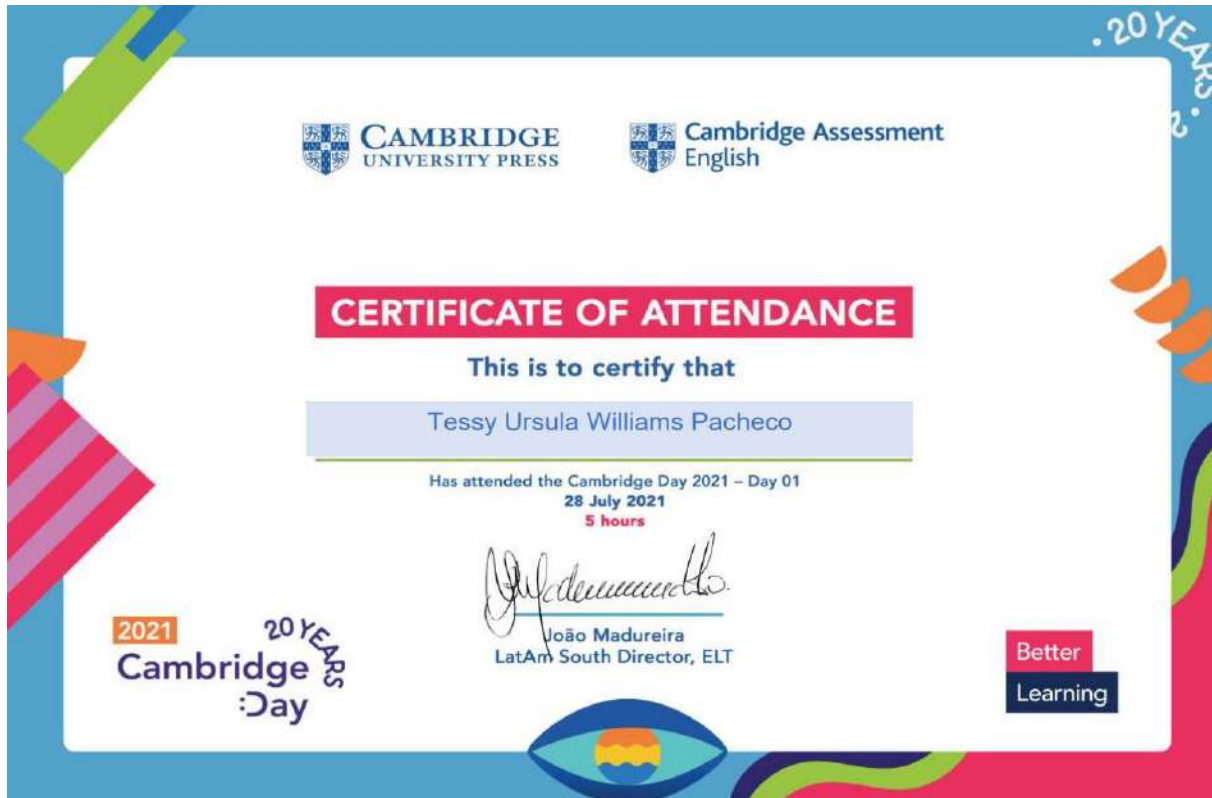 . 20 YEARS . 2
CAMBRIDGE
UNIVERSITY PRESS
Cambridge Assessment
English
CERTIFICATE OF ATTENDANCE
This is to certify that
Tessy Ursula Williams Pacheco
Has attended the Cambridge Day 2021 – Day 01
28 July 2021
5 hours
João Madureira
LatAm South Director, ELT
2021
20 YEARS
Cambridge
:Day
Better
Learning